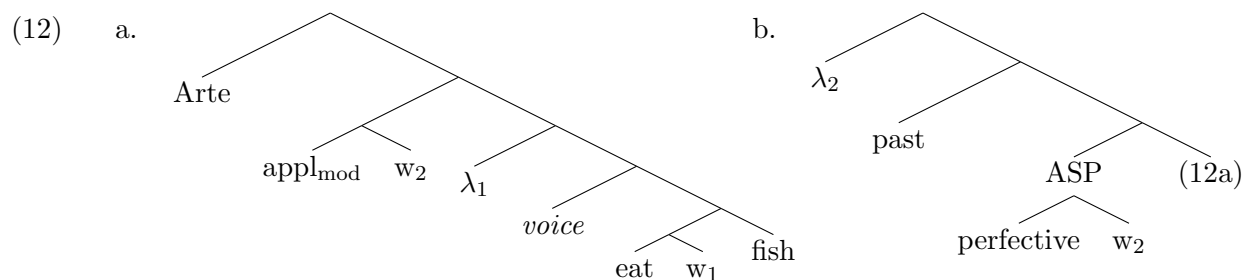 (12) a. b.
Arte λ₂
appl_mod w₂ λ₁ past
voice ASP (12a)
eat w₁ fish perfective w₂